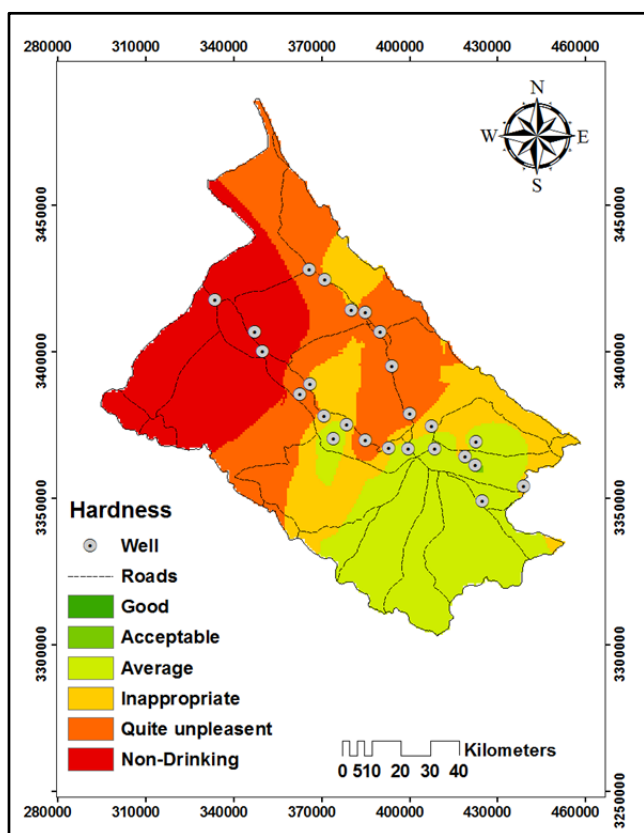 280000 310000 340000 370000 400000 430000 460000
N
W E
S
3450000 3450000
3400000 3400000
3350000 3350000
3300000 3300000
3250000
Hardness
Well
Roads
Good
Acceptable
Average
Inappropriate
Quite unpleasent
Non-Drinking
Kilometers
0 5 10 20 30 40
280000 310000 340000 370000 400000 430000 460000